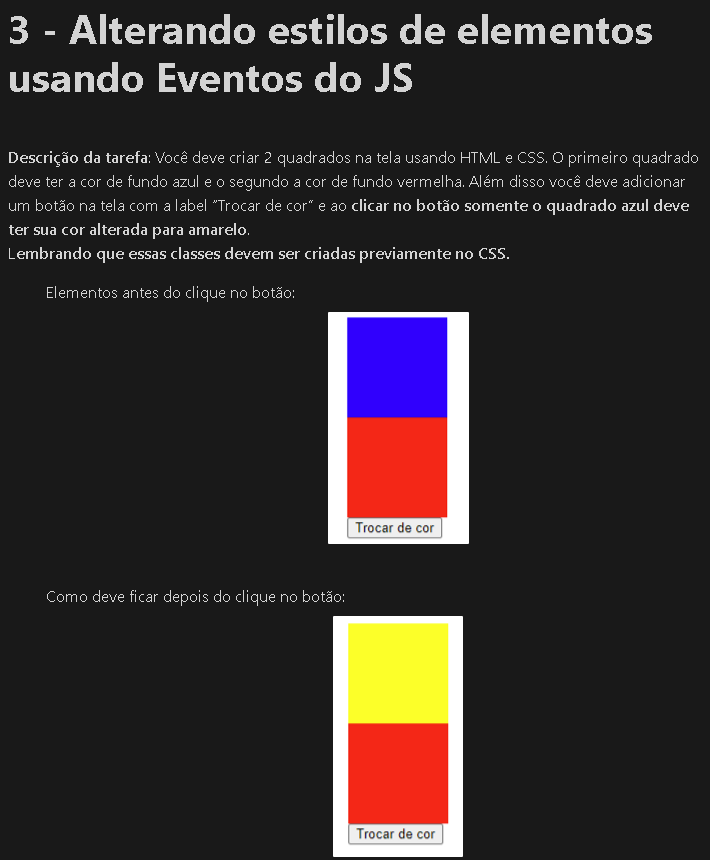 3 - Alterando estilos de elementos
usando Eventos do JS
Descrição da tarefa: Você deve criar 2 quadrados na tela usando HTML e CSS. O primeiro quadrado
deve ter a cor de fundo azul e o segundo a cor de fundo vermelha. Além disso você deve adicionar
um botão na tela com a label “Trocar de cor” e ao clicar no botão somente o quadrado azul deve
ter sua cor alterada para amarelo.
Lembrando que essas classes devem ser criadas previamente no CSS.
Elementos antes do clique no botão:
Trocar de cor
Como deve ficar depois do clique no botão:
Trocar de cor